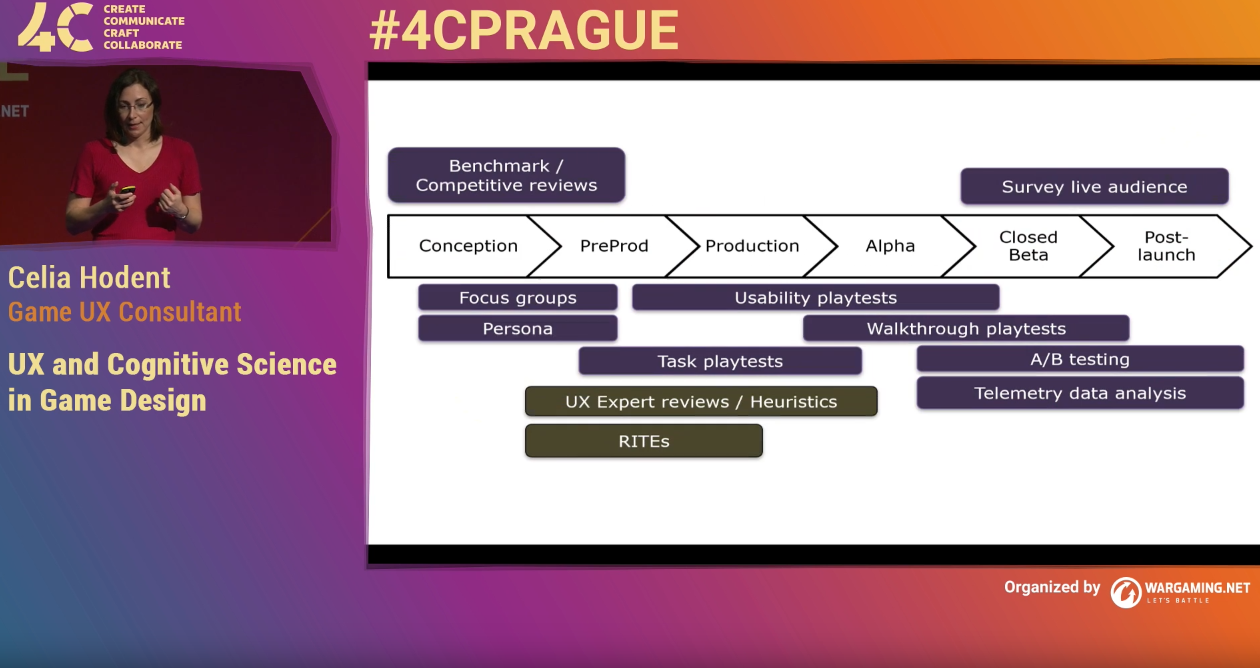 CREATE
COMMUNICATE
CRAFT
COLLABORATE
4C
#4CPRAGUE
NET
Celia Hodent
Game UX Consultant
UX and Cognitive Science
in Game Design
Benchmark /
Competitive reviews
Survey live audience
Conception
PreProd
Production
Alpha
Closed
Beta
Post-
launch
Focus groups
Usability playtests
Persona
Walkthrough playtests
Task playtests
A/B testing
Telemetry data analysis
UX Expert reviews / Heuristics
RITEs
Organized by
WARGAMING.NET
LET'S BATTLE